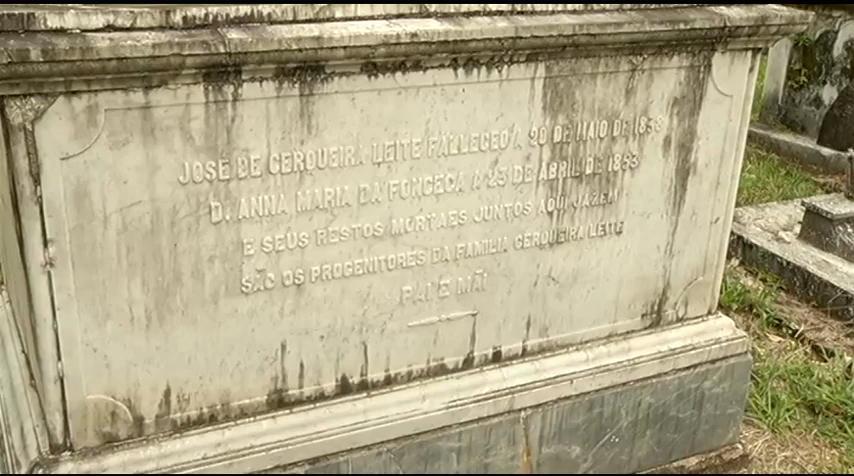 JOSÉ DE CERQUEIRA LEITE FALLECEO A 20 DE MAIO DE 1858
D. ANNA MARIA DA FONCECA A 23 DE ABRIL DE 1853
E SEUS RESTOS MORTAES JUNTOS AQUI JAZEM
SÃO OS PROGENITORES DA FAMILIA CERQUEIRA LEITE
PAI E MÃI